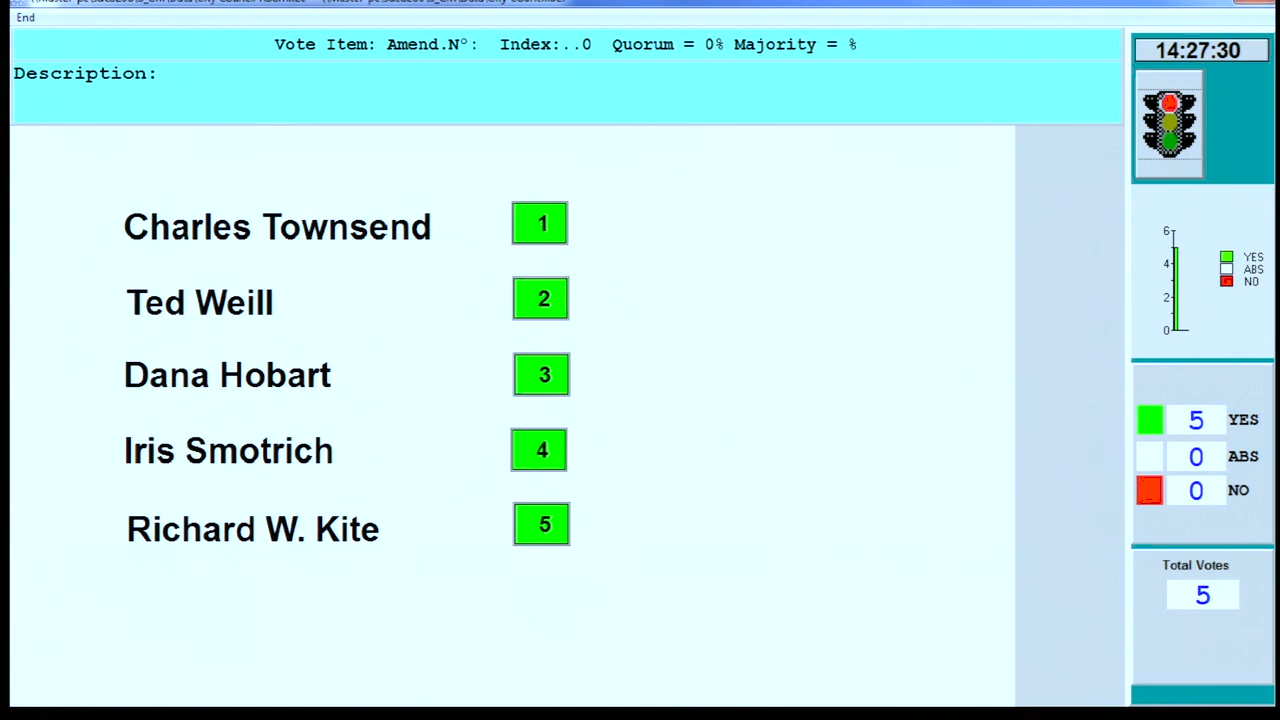 End
Vote Item: Amend.N°: Index:..0 Quorum = 0% Majority = %
Description:
14:27:30
Charles Townsend 1
Ted Weill 2
Dana Hobart 3
Iris Smotrich 4
Richard W. Kite 5
6
4
2
0
YES
ABS
NO
5 YES
0 ABS
0 NO
Total Votes
5